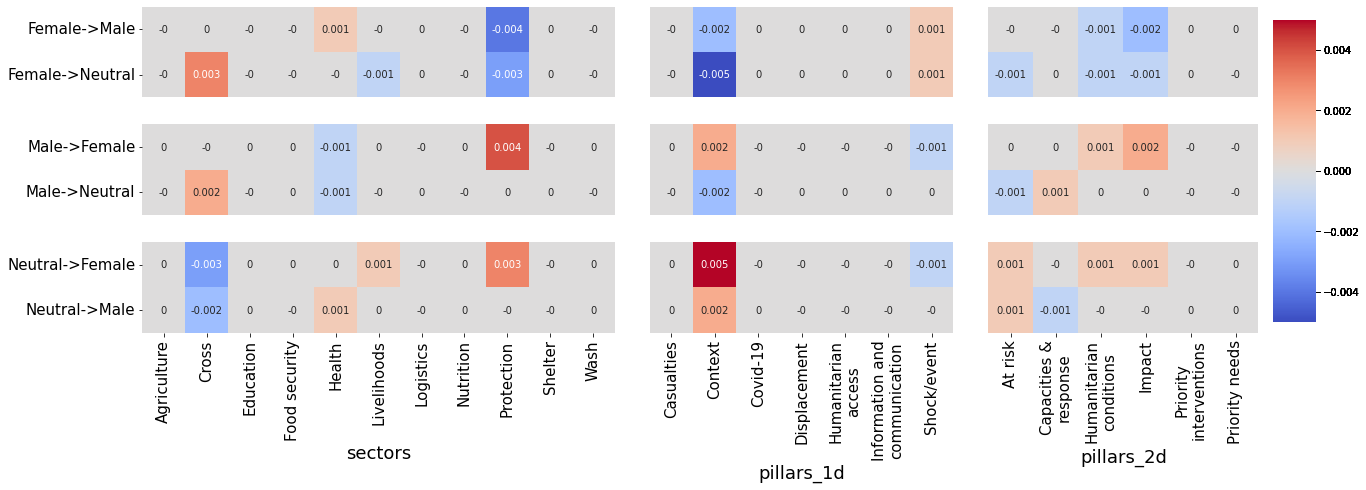 Female->Male -0 0 -0 -0 0.001 -0 0 -0 -0.004 0 -0 -0 -0.002 0 0 0 0 0.001 -0 -0 -0.001 -0.002 0 0
Female->Neutral -0 0.003 -0 -0 -0 -0.001 0 -0 -0.003 0 -0 -0 -0.005 0 0 0 0 0.001 -0.001 0 -0.001 -0.001 0 -0
Male->Female 0 -0 0 0 -0.001 0 -0 0 0.004 -0 0 0 0.002 -0 -0 -0 -0 -0.001 0 0 0.001 0.002 -0 -0
Male->Neutral -0 0.002 -0 0 -0.001 -0 0 -0 0 0 0 -0 -0.002 0 0 0 0 0 -0.001 0.001 0 0 0 -0
Neutral->Female 0 -0.003 0 0 0 0.001 -0 0 0.003 -0 0 0 0.005 -0 -0 -0 -0 -0.001 0.001 -0 0.001 0.001 -0 0
Neutral->Male 0 -0.002 0 -0 0.001 0 -0 0 -0 -0 -0 0 0.002 -0 -0 -0 -0 -0 0.001 -0.001 -0 -0 -0 0
0.004
0.002
0.000
−0.002
−0.004
Agriculture
Cross
Education
Food security
Health
Livelihoods
Logistics
Nutrition
Protection
Shelter
Wash
sectors
Casualties
Context
Covid-19
Displacement
Humanitarian
access
Information and
communication
Shock/event
pillars_1d
At risk
Capacities &
response
Humanitarian
conditions
Impact
Priority
interventions
Priority needs
pillars_2d